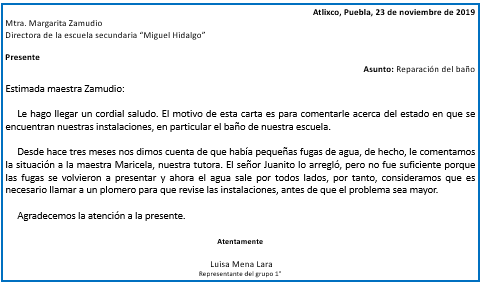 Atlixco, Puebla, 23 de noviembre de 2019
Mtra. Margarita Zamudio
Directora de la escuela secundaria “Miguel Hidalgo”
Presente
Asunto: Reparación del baño
Estimada maestra Zamudio:
Le hago llegar un cordial saludo. El motivo de esta carta es para comentarle acerca del estado en que se
encuentran nuestras instalaciones, en particular el baño de nuestra escuela.
Desde hace tres meses nos dimos cuenta de que había pequeñas fugas de agua, de hecho, le comentamos
la situación a la maestra Maricela, nuestra tutora. El señor Juanito lo arregló, pero no fue suficiente porque
las fugas se volvieron a presentar y ahora el agua sale por todos lados, por tanto, consideramos que es
necesario llamar a un plomero para que revise las instalaciones, antes de que el problema sea mayor.
Agradecemos la atención a la presente.
Atentamente
Luisa Mena Lara
Representante del grupo 1°